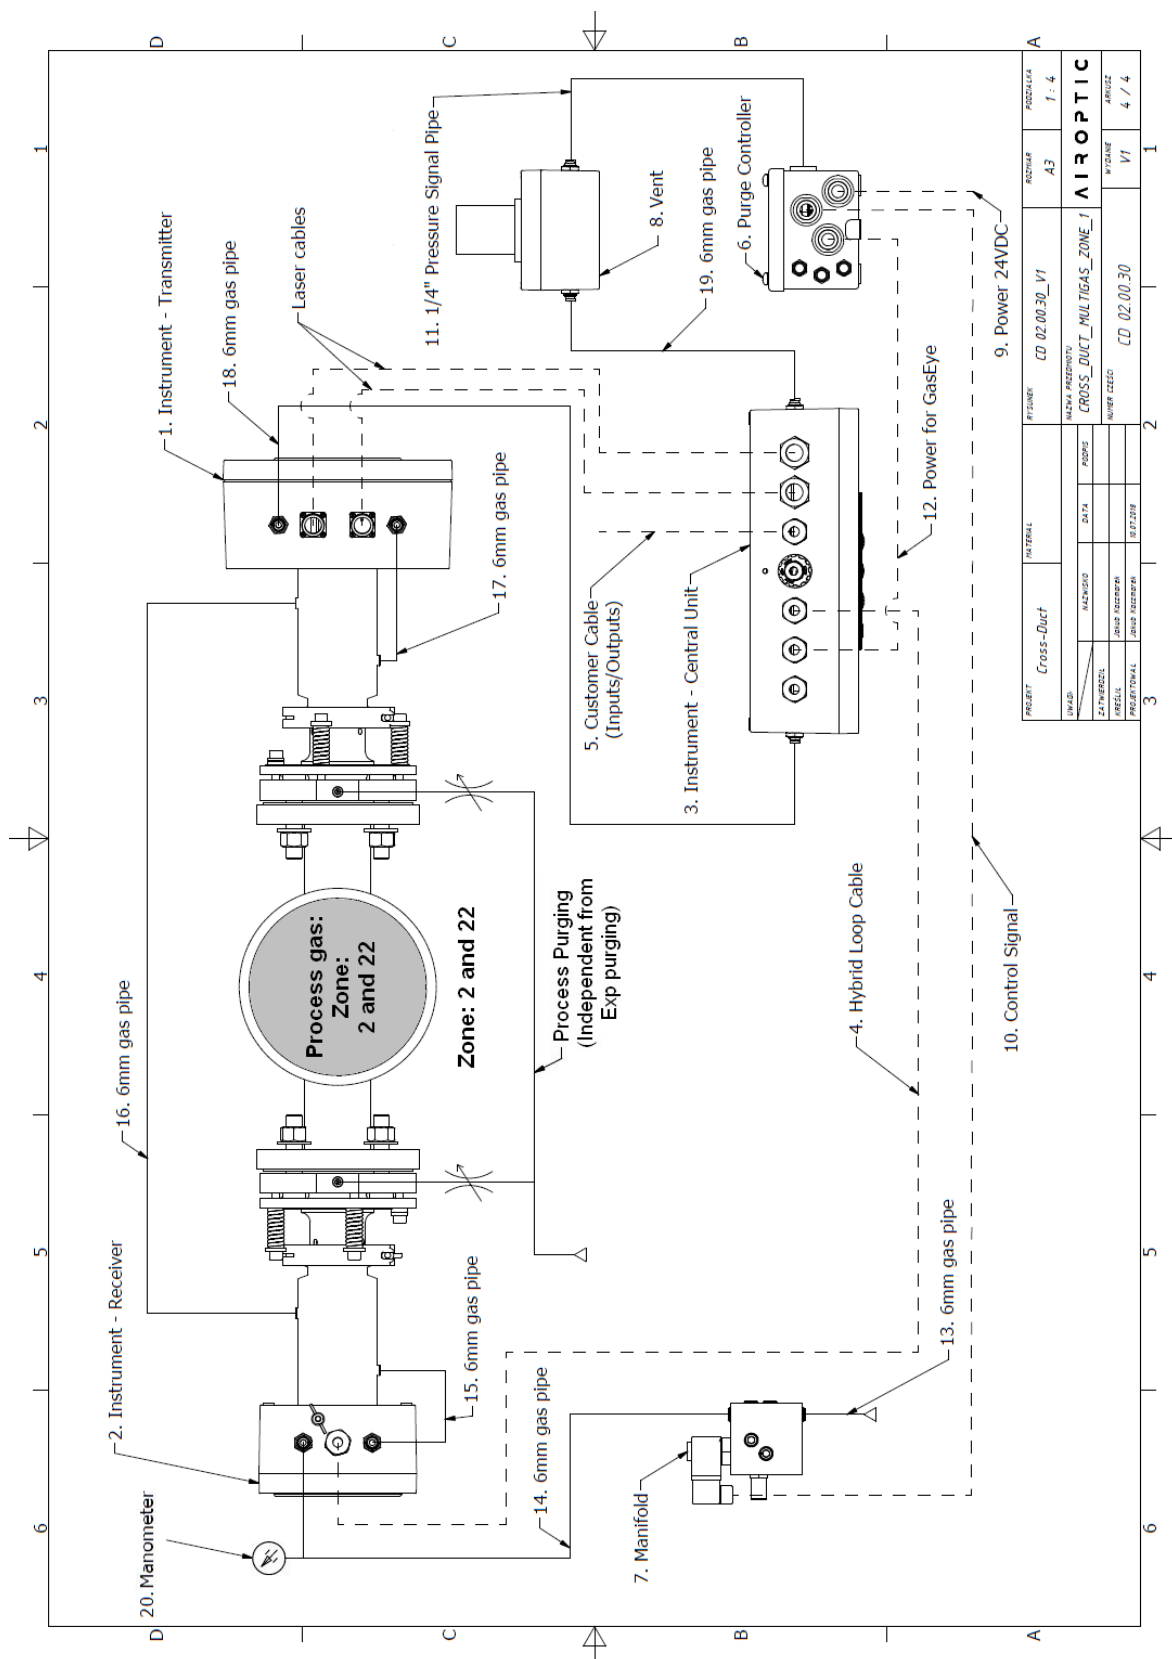 6
5
4
3
2
1
D
C
B
A
20.Manometer
2. Instrument - Receiver
16. 6mm gas pipe
1. Instrument - Transmitter
18. 6mm gas pipe
Laser cables
11. 1/4" Pressure Signal Pipe
Process gas:
Zone:
2 and 22
Zone: 2 and 22
15. 6mm gas pipe
17. 6mm gas pipe
14. 6mm gas pipe
Process Purging
(Independent from
Exp purging)
5. Customer Cable
(Inputs/Outputs)
8. Vent
7. Manifold
3. Instrument - Central Unit
19. 6mm gas pipe
6. Purge Controller
4. Hybrid Loop Cable
12. Power for GasEye
13. 6mm gas pipe
10. Control Signal
9. Power 24VDC
PROJEKT
Cross-Duct
MATERIAŁ
RYSUNEK
CD 02.00.30_V1
ROZMIAR
A3
PODZIAŁKA
1 : 4
UWAGI:
NAZWISKO
DATA
PODPIS
NAZWA PRZEDMIOTU
CROSS_DUCT_MULTIGAS_ZONE_1
AIROPTIC
ZATWIERDZIŁ
KREŚLIŁ
Jakub Kaczmarek
PROJEKTOWAŁ
Jakub Kaczmarek
10.07.2018
NUMER CZĘŚCI
CD 02.00.30
WYDANIE
V1
ARKUSZ
4 / 4
D
C
B
A
6
5
4
3
2
1